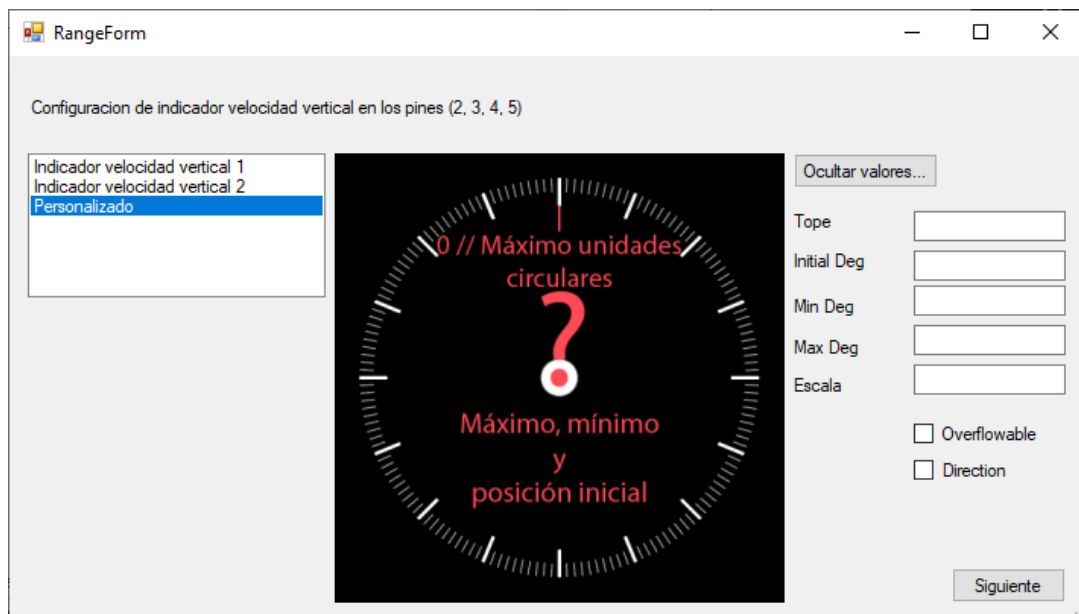 RangeForm
Configuracion de indicador velocidad vertical en los pines (2, 3, 4, 5)
Indicador velocidad vertical 1
Indicador velocidad vertical 2
Personalizado
0 // Máximo unidades
circulares
?
Máximo, mínimo
y
posición inicial
Ocultar valores...
Tope
Initial Deg
Min Deg
Max Deg
Escala
Overflowable
Direction
Siguiente